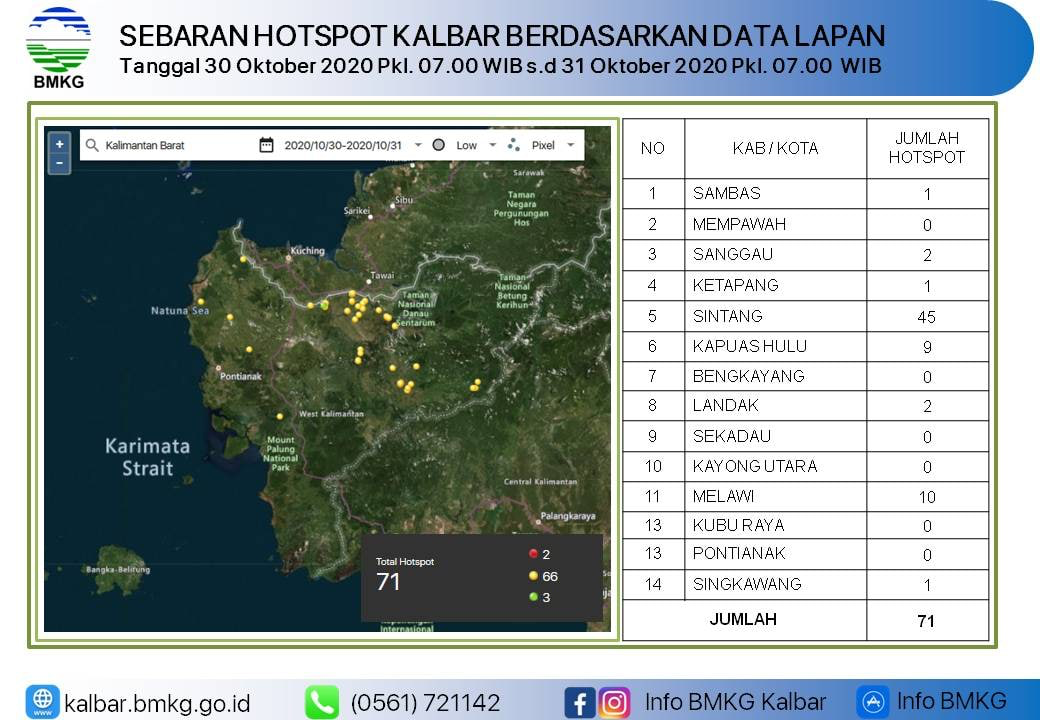 BMKG
SEBARAN HOTSPOT KALBAR BERDASARKAN DATA LAPAN
Tanggal 30 Oktober 2020 Pkl. 07.00 WIB s.d 31 Oktober 2020 Pkl. 07.00 WIB
+
-
Kalimantan Barat 2020/10/30-2020/10/31 Low Pixel
Sarawak
Sibu
Taman
Negara
Pergunungan
Hos
Sarikei
Kuching
Tawai
Taman
Nasional
Betung
Kerihun
Taman
Nasional
Danau
Sentarum
Natuna Sea
Pontianak
West Kalimantan
Karimata
Strait
Mount
Palung
National
Park
Central Kalimantan
Palangkaraya
Bangka-Belitung
Total Hotspot
71
2
66
3
International
NO KAB / KOTA JUMLAH HOTSPOT
1 SAMBAS 1
2 MEMPAWAH 0
3 SANGGAU 2
4 KETAPANG 1
5 SINTANG 45
6 KAPUAS HULU 9
7 BENGKAYANG 0
8 LANDAK 2
9 SEKADAU 0
10 KAYONG UTARA 0
11 MELAWI 10
13 KUBU RAYA 0
13 PONTIANAK 0
14 SINGKAWANG 1
JUMLAH 71
kalbar.bmkg.go.id (0561) 721142 Info BMKG Kalbar Info BMKG